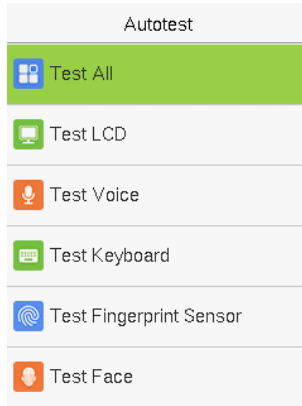 Autotest
Test All
Test LCD
Test Voice
Test Keyboard
Test Fingerprint Sensor
Test Face